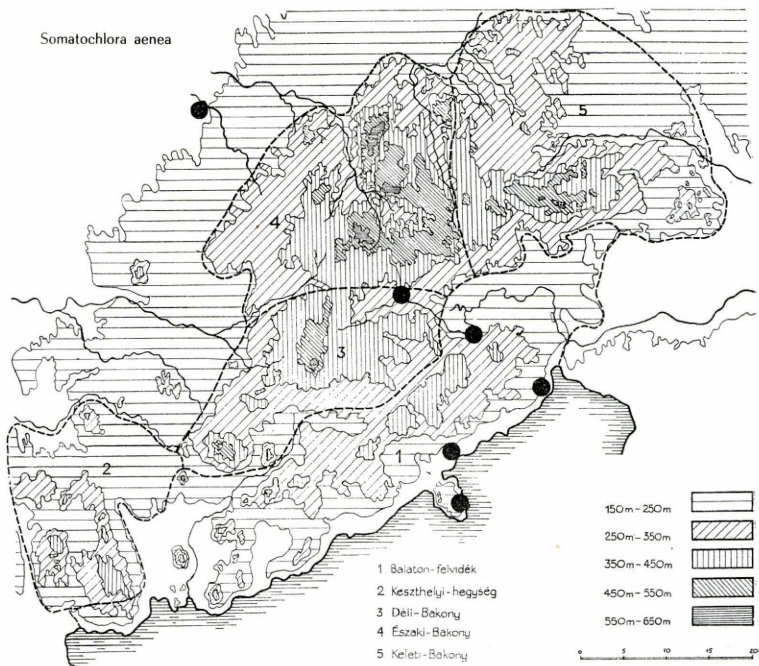 Somatochlora aenea
5
4
3
2
1
1 Balaton-felvidék
2 Keszthelyi-hegység
3 Déli-Bakony
4 Északi-Bakony
5 Keleti-Bakony
150m-250m
250m-350m
350m-450m
450m-550m
550m-650m
0 5 10 15 20